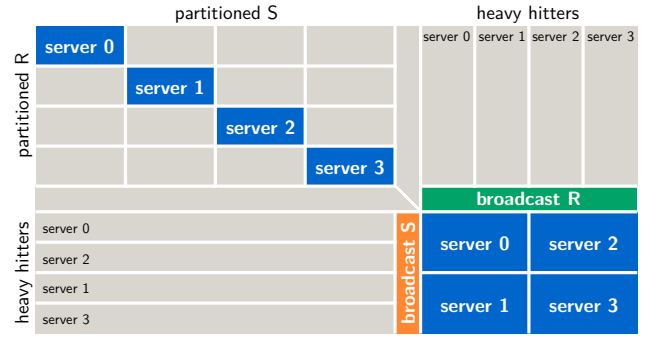 partitioned S
heavy hitters
partitioned R
server 0
server 1
server 2
server 3
server 0
server 1
server 2
server 3
broadcast R
heavy hitters
server 0
server 2
server 1
server 3
broadcast S
server 0
server 2
server 1
server 3